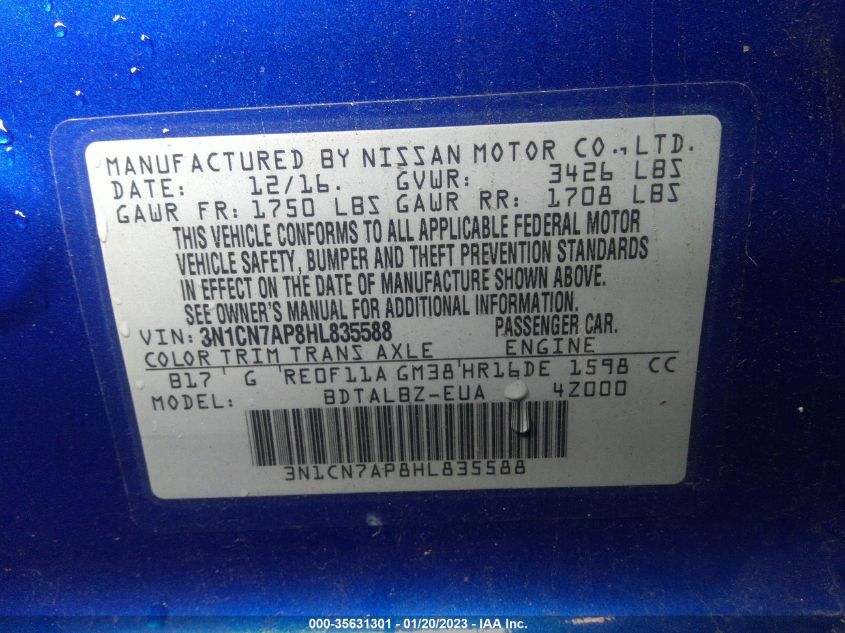 MANUFACTURED BY NISSAN MOTOR CO., LTD.
DATE: 12/16. GVWR: 3426 LBS
GAWR FR: 1750 LBS GAWR RR: 1708 LBS
THIS VEHICLE CONFORMS TO ALL APPLICABLE FEDERAL MOTOR
VEHICLE SAFETY, BUMPER AND THEFT PREVENTION STANDARDS
IN EFFECT ON THE DATE OF MANUFACTURE SHOWN ABOVE.
SEE OWNER'S MANUAL FOR ADDITIONAL INFORMATION.
VIN: 3N1CN7AP8HL835588 PASSENGER CAR.
COLOR TRIM TRANS AXLE ENGINE
B17 G RE0F11A GM38 HR16DE 1598 CC
MODEL: BDTALBZ-EUA 4Z000
3N1CN7AP8HL835588
000-35631301 - 01/20/2023 - IAA Inc.